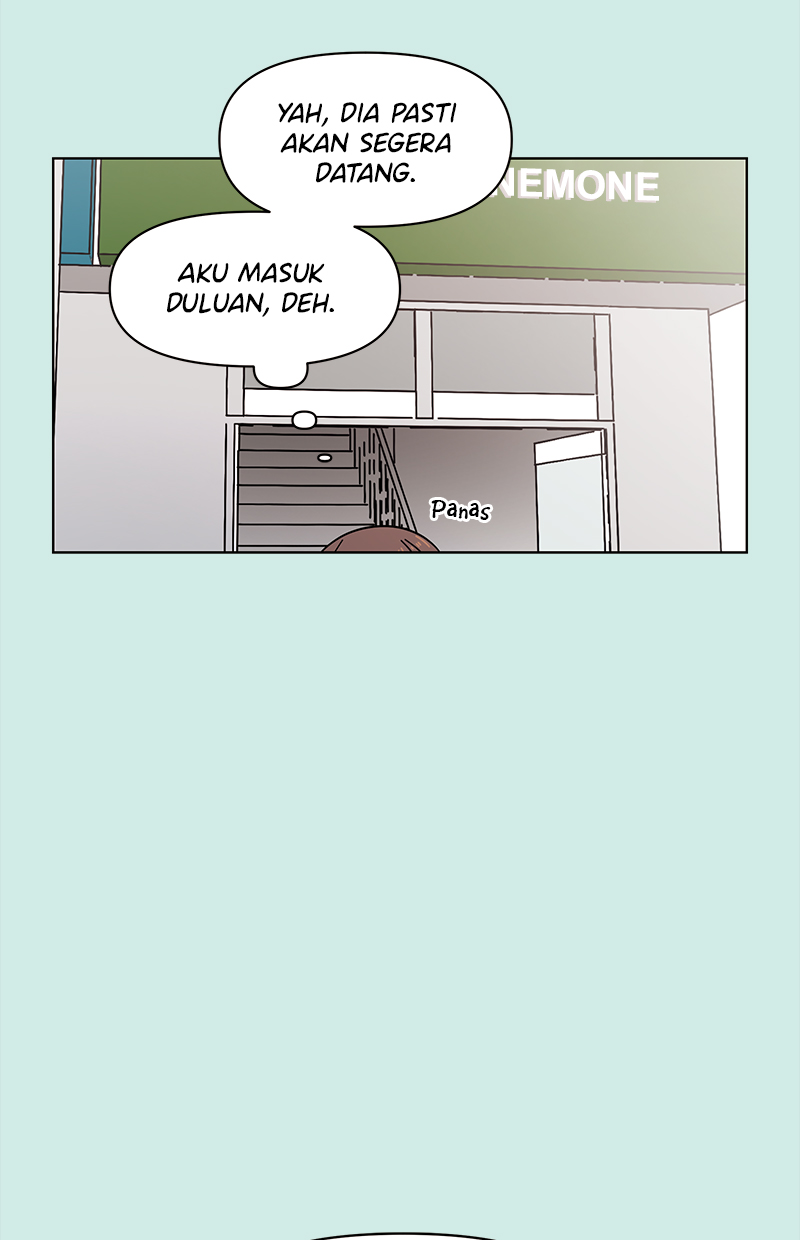 YAH, DIA PASTI
AKAN SEGERA
DATANG.
NEMONE
AKU MASUK
DULUAN, DEH.
Panas